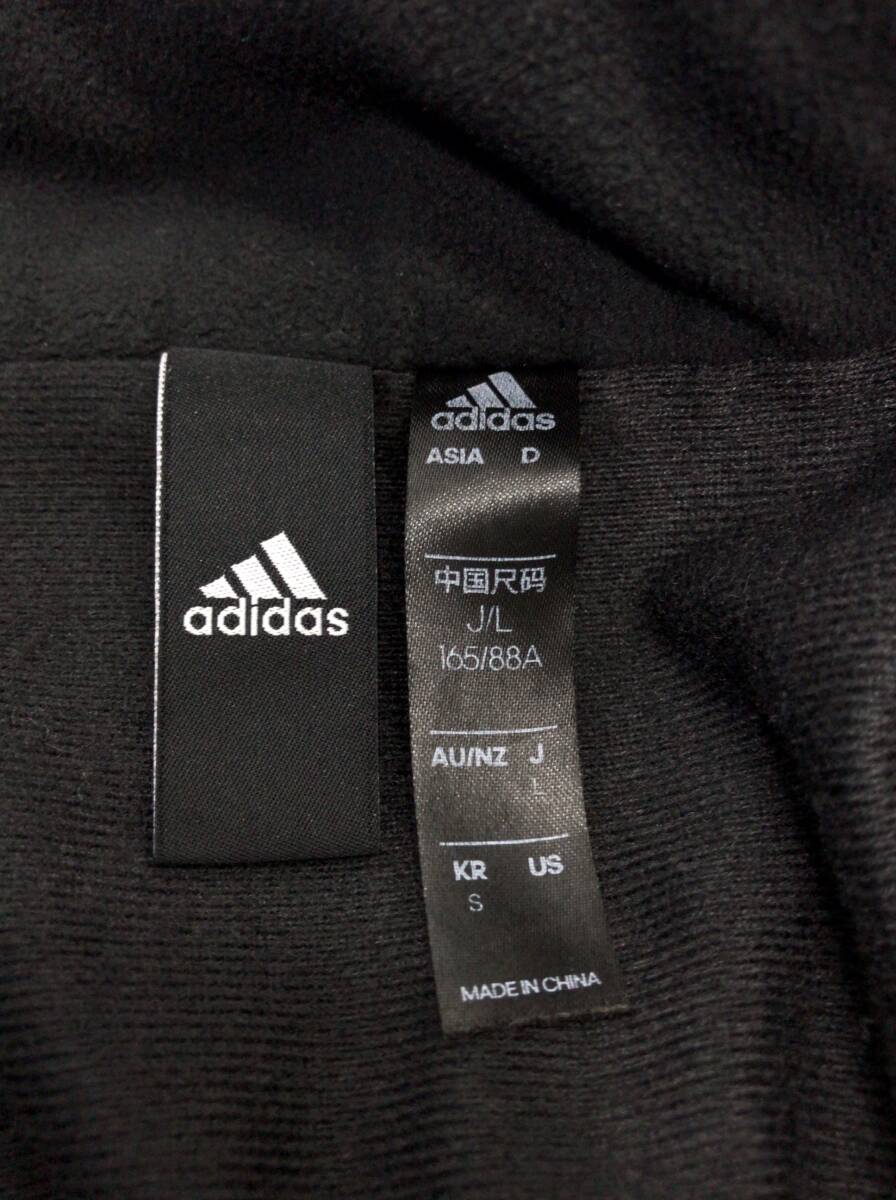 adidas
adidas
ASIA D
中国尺码
J/L
165/88A
AU/NZ J
L
KR US
S
MADE IN CHINA